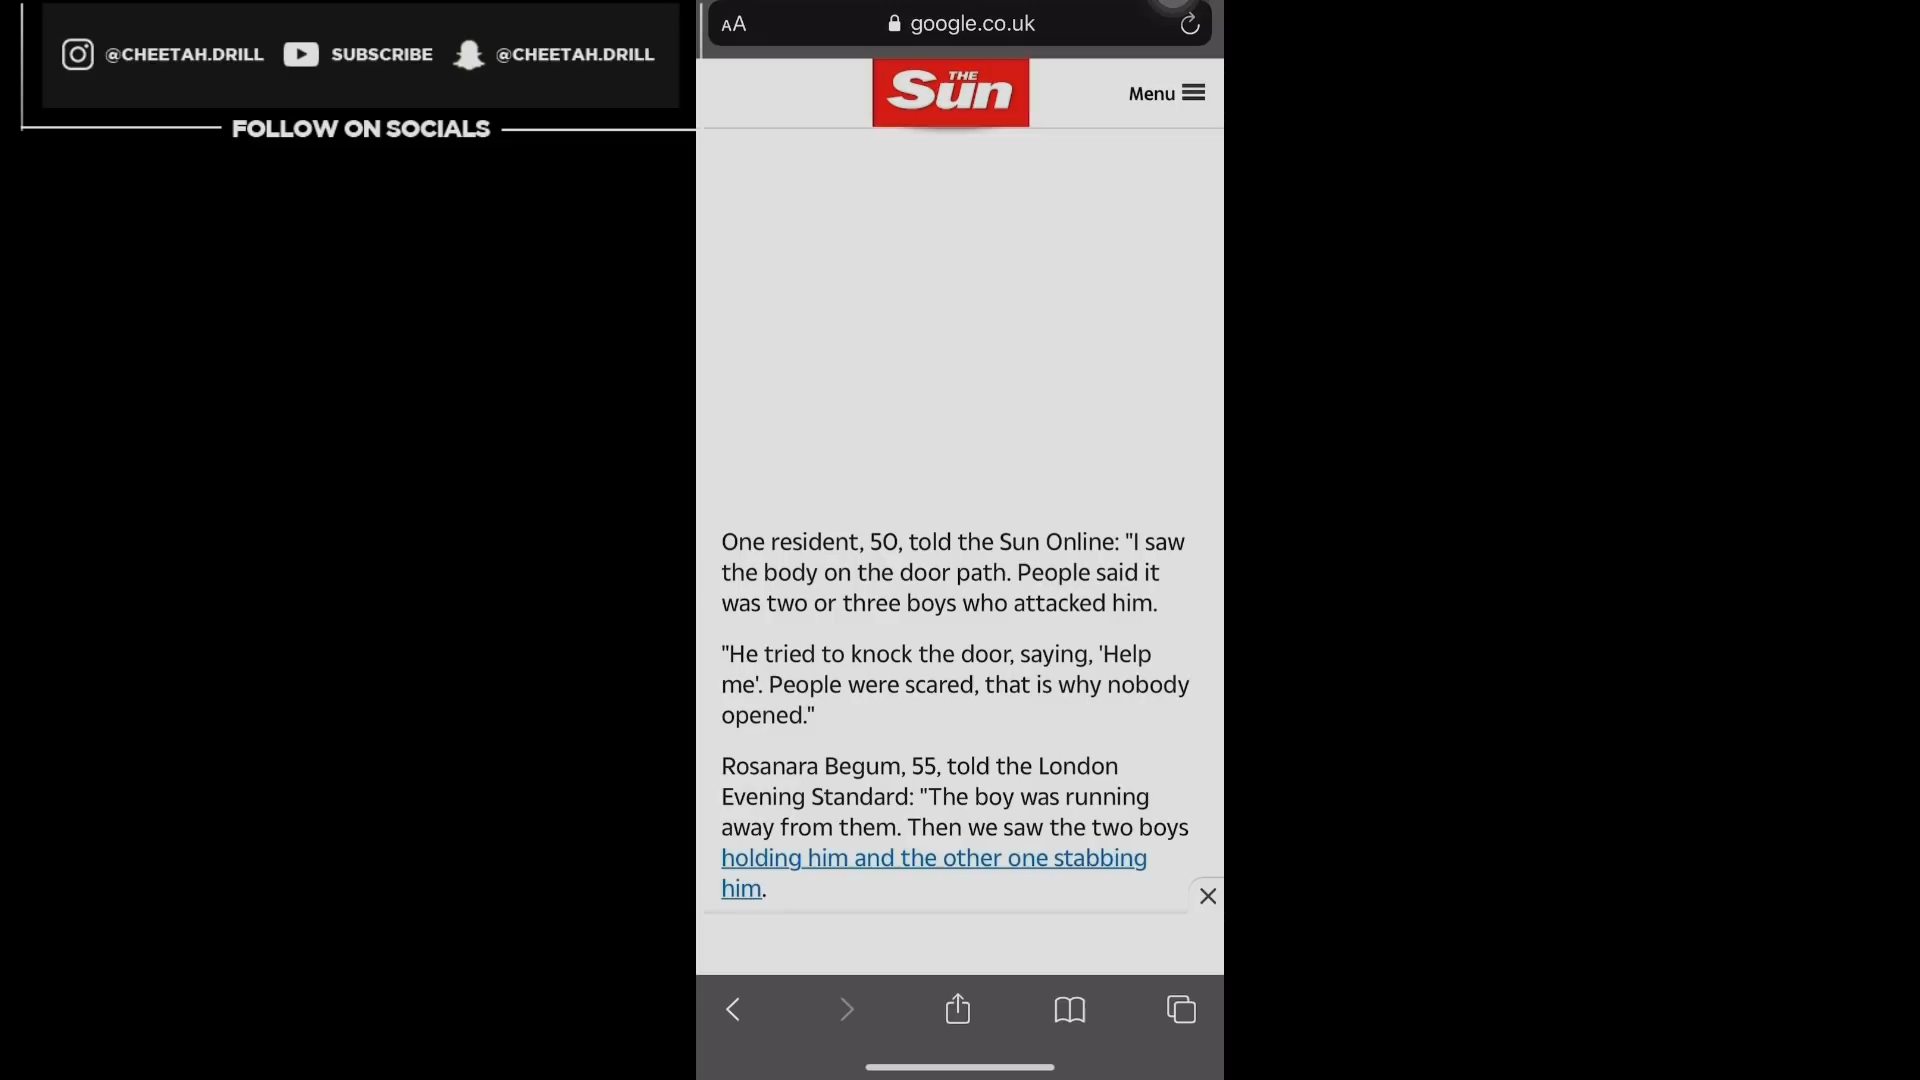 @CHEETAH.DRILL SUBSCRIBE @CHEETAH.DRILL
FOLLOW ON SOCIALS
AA google.co.uk
THE
Sun
Menu
One resident, 50, told the Sun Online: "I saw
the body on the door path. People said it
was two or three boys who attacked him.
"He tried to knock the door, saying, 'Help
me'. People were scared, that is why nobody
opened."
Rosanara Begum, 55, told the London
Evening Standard: "The boy was running
away from them. Then we saw the two boys
holding him and the other one stabbing
him.